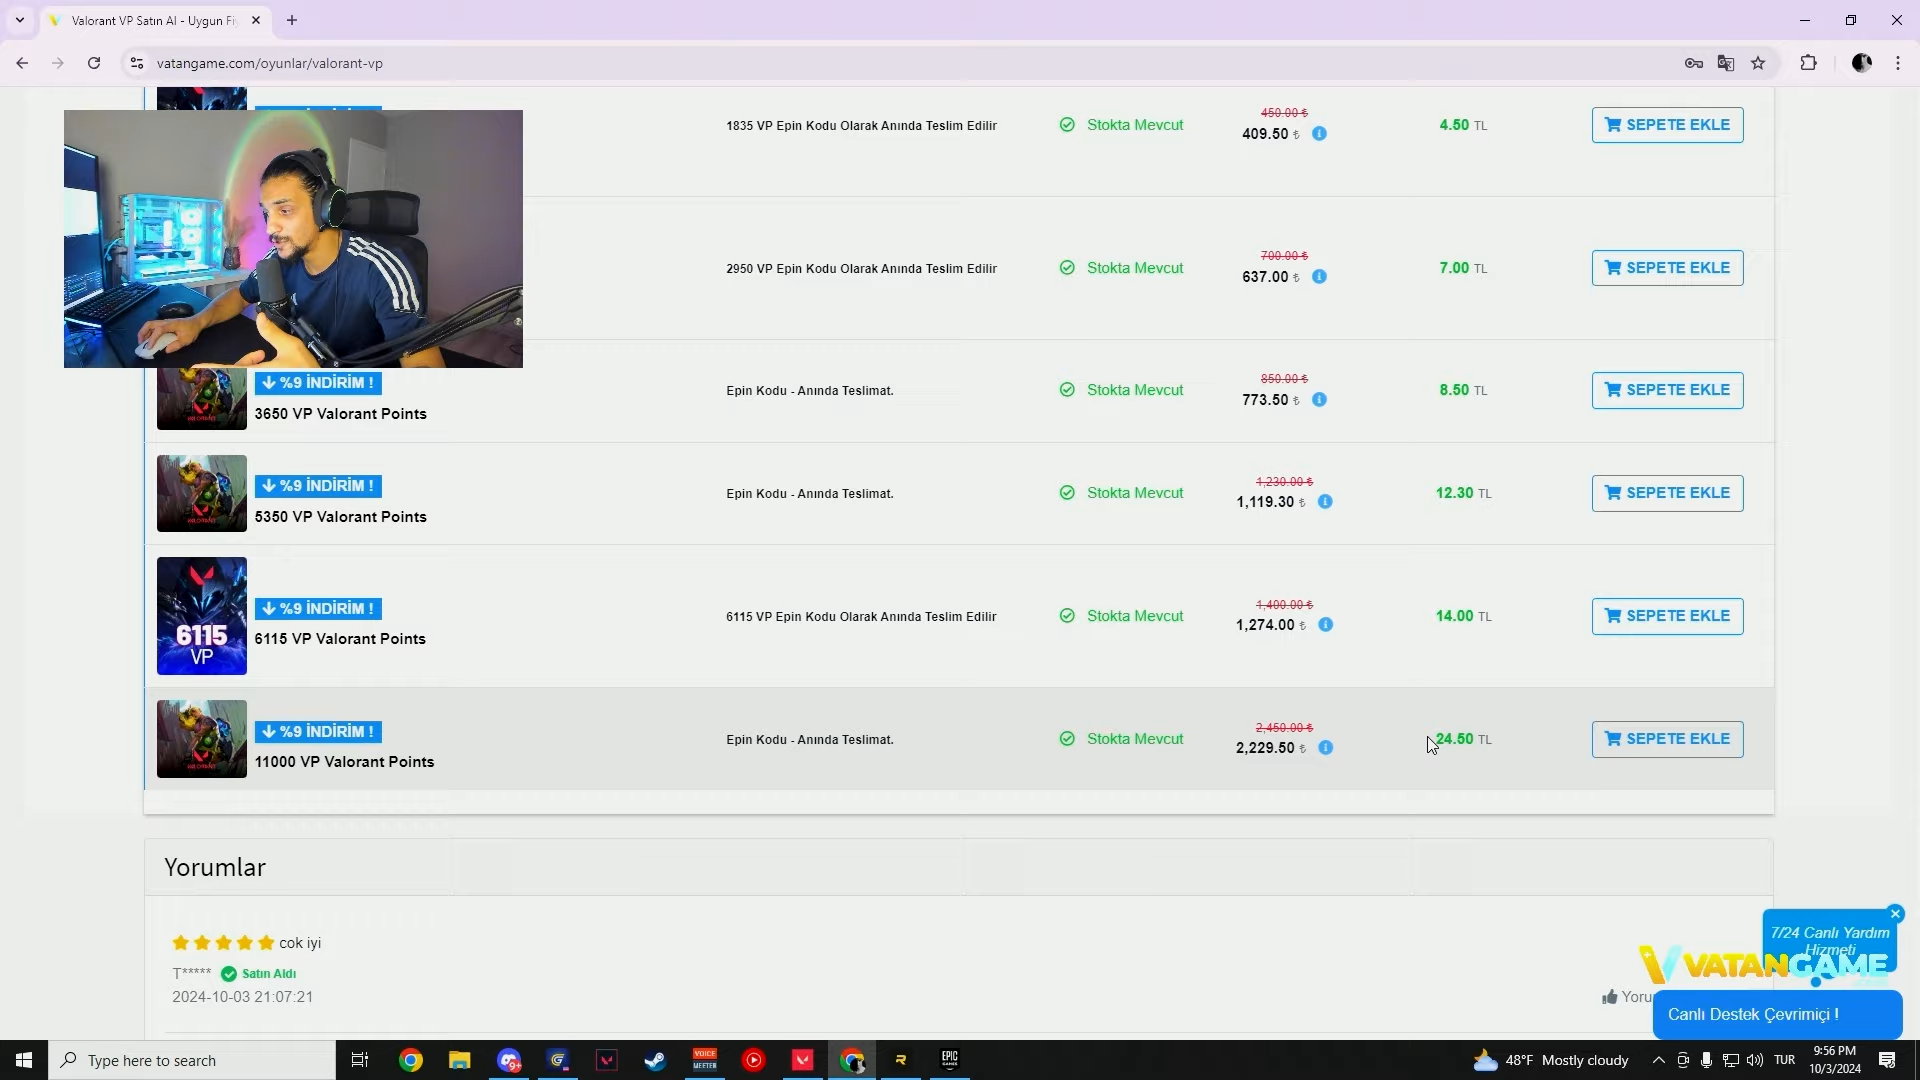 Valorant VP Satın Al - Uygun Fi
vatangame.com/oyunlar/valorant-vp
1835 VP Epin Kodu Olarak Anında Teslim Edilir
Stokta Mevcut
450.00 ₺
409.50 ₺
4.50 TL
SEPETE EKLE
2950 VP Epin Kodu Olarak Anında Teslim Edilir
Stokta Mevcut
700.00 ₺
637.00 ₺
7.00 TL
SEPETE EKLE
%9 İNDİRİM !
3650 VP Valorant Points
Epin Kodu - Anında Teslimat.
Stokta Mevcut
850.00 ₺
773.50 ₺
8.50 TL
SEPETE EKLE
%9 İNDİRİM !
5350 VP Valorant Points
Epin Kodu - Anında Teslimat.
Stokta Mevcut
1,230.00 ₺
1,119.30 ₺
12.30 TL
SEPETE EKLE
6115
VP
%9 İNDİRİM !
6115 VP Valorant Points
6115 VP Epin Kodu Olarak Anında Teslim Edilir
Stokta Mevcut
1,400.00 ₺
1,274.00 ₺
14.00 TL
SEPETE EKLE
%9 İNDİRİM !
11000 VP Valorant Points
Epin Kodu - Anında Teslimat.
Stokta Mevcut
2,450.00 ₺
2,229.50 ₺
24.50 TL
SEPETE EKLE
Yorumlar
cok iyi
T***** Satın Aldı
2024-10-03 21:07:21
Yoru
7/24 Canlı Yardım
Hizmeti
VATANGAME
Canlı Destek Çevrimiçi !
Type here to search
9+
VOICE
MEETER
EPIC
GAMES
48°F Mostly cloudy
TUR
9:56 PM
10/3/2024